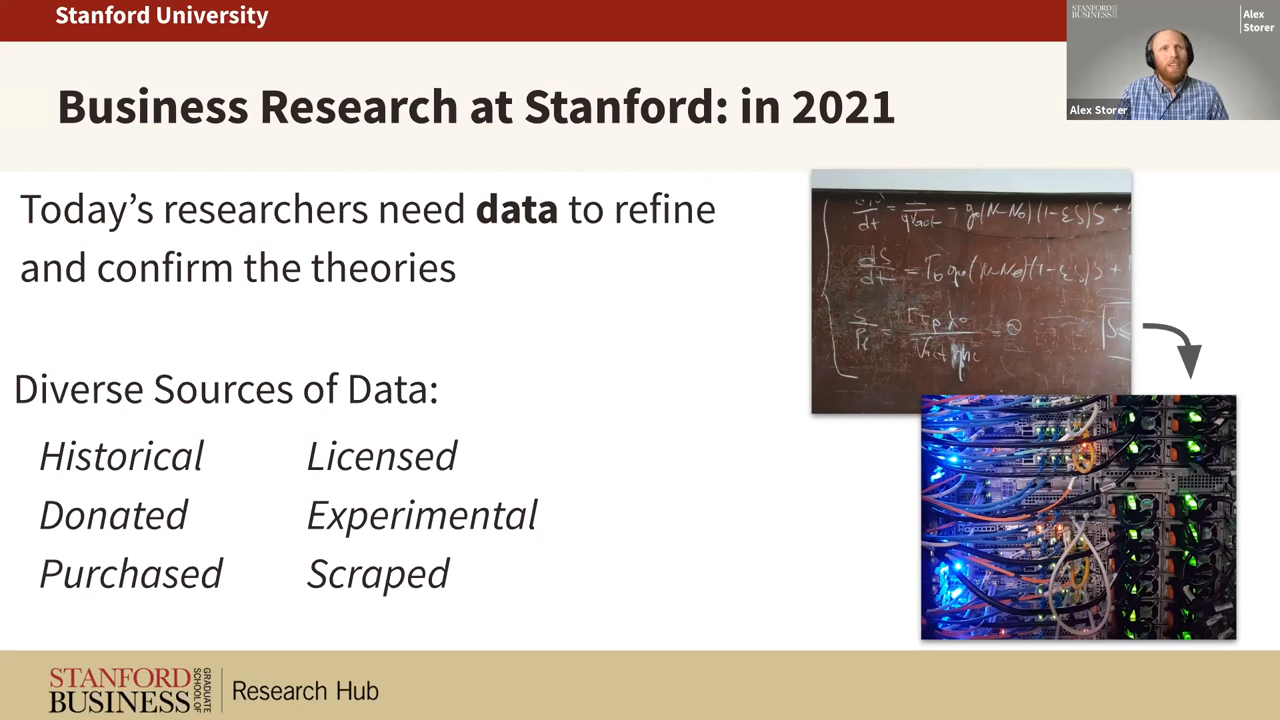 Stanford University
STANFORD
BUSINESS
Alex
Storer
Alex Storer
Business Research at Stanford: in 2021
Today's researchers need data to refine
and confirm the theories
Diverse Sources of Data:
Historical Licensed
Donated Experimental
Purchased Scraped
STANFORD
BUSINESS
GRADUATE
SCHOOL OF
Research Hub